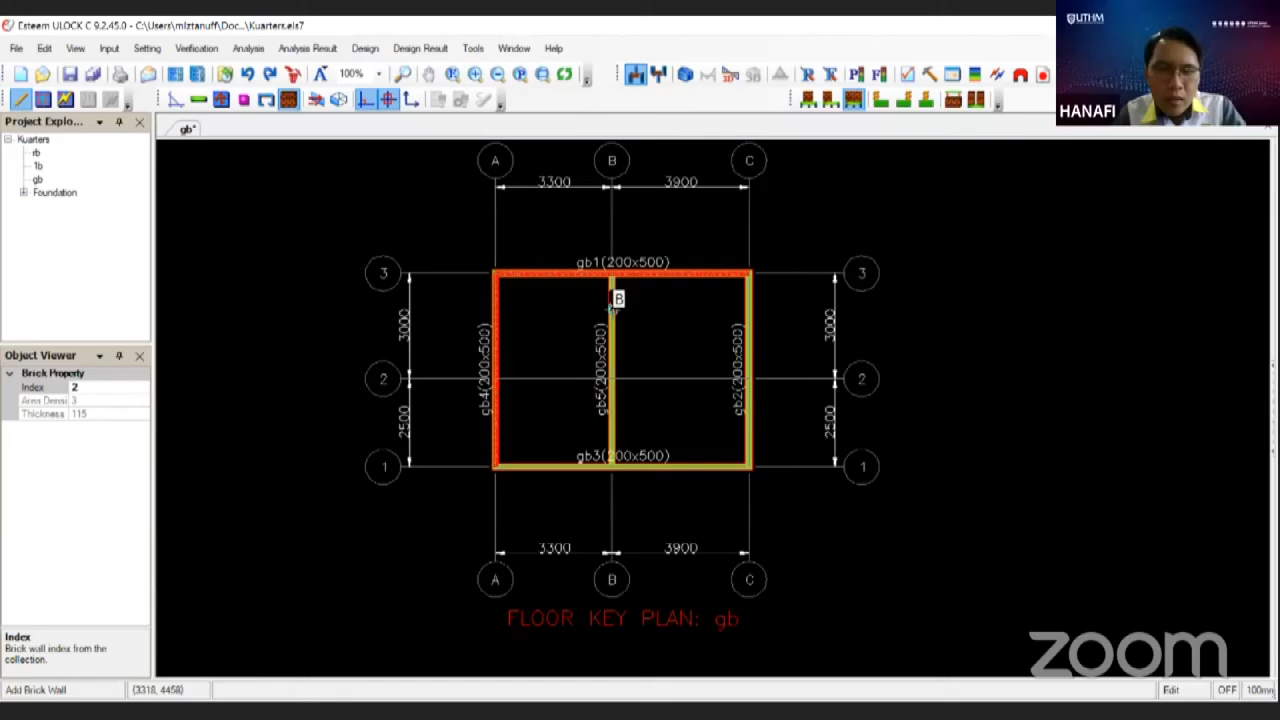 Esteem ULOCK C 9.2.45.0 - C:\Users\mlztanuff\Doc...\Kuarters.els7
File Edit View Input Setting Verification Analysis Analysis Result Design Design Result Tools Window Help
100%
UTHM
HANAFI
Project Explo...
Kuarters
rb
1b
gb
Foundation
gb*
A B C
3300 3900
3 gb1(200x500) 3
B
3000 gb4(200x500) gb5(200x500) gb2(200x500) 3000
2 2
2500 2500
gb3(200x500)
1 1
3300 3900
A B C
FLOOR KEY PLAN: gb
Object Viewer
Brick Property
Index 2
Area Densi 3
Thickness 115
Index
Brick wall index from the
collection.
zoom
Add Brick Wall (3318, 4458) Edit OFF 100mm